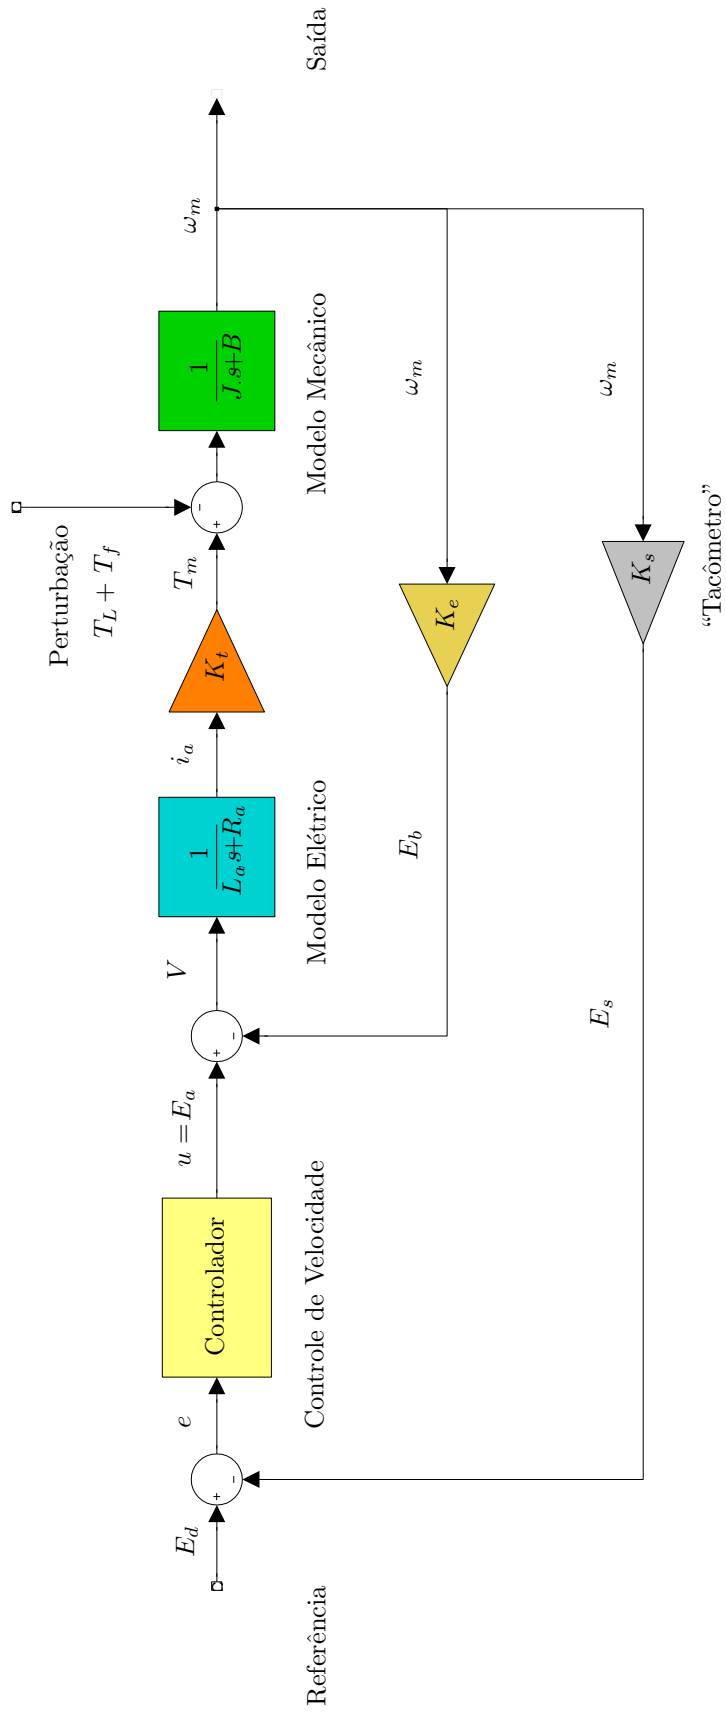 Referência
E_d
+
−
e
Controlador
Controle de Velocidade
u = E_a
+
−
V
1
L_a.s+R_a
Modelo Elétrico
i_a
K_t
T_m
Perturbação
T_L + T_f
−
+
1
J.s+B
Modelo Mecânico
ω_m
Saída
ω_m
K_e
E_b
ω_m
K_s
“Tacômetro”
E_s